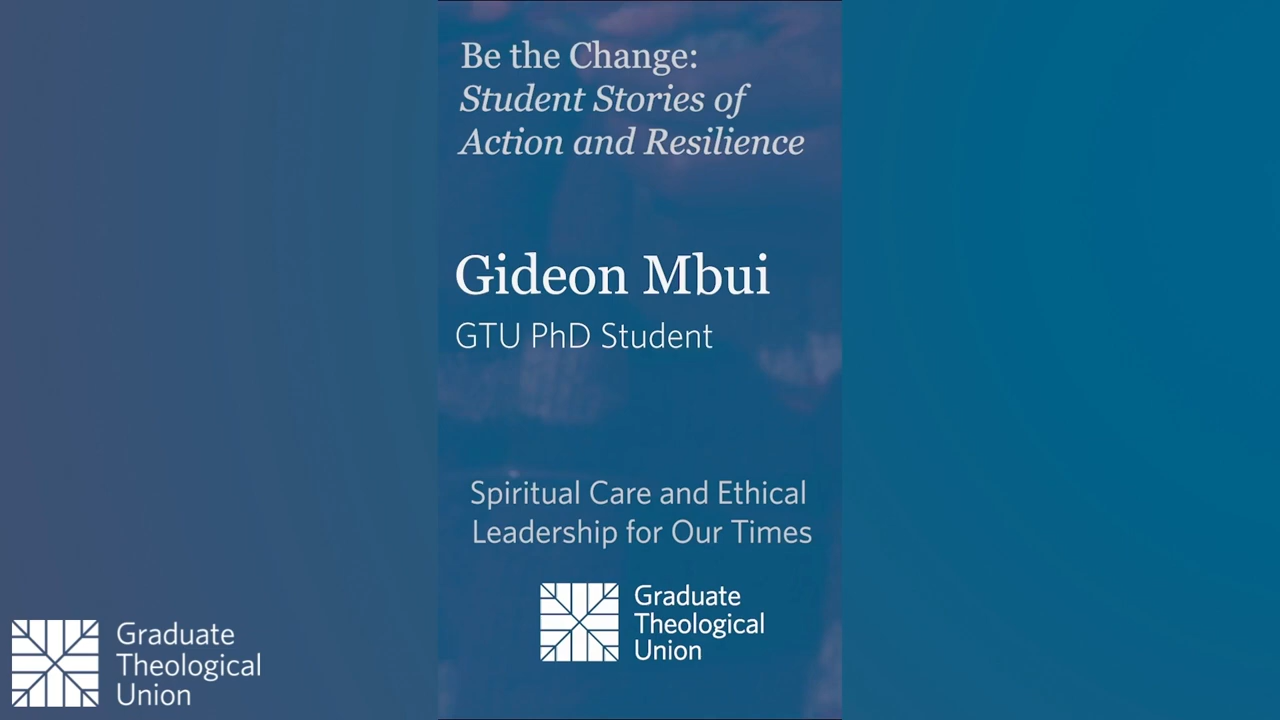 Be the Change:
Student Stories of
Action and Resilience
Gideon Mbui
GTU PhD Student
Spiritual Care and Ethical
Leadership for Our Times
Graduate
Theological
Union
Graduate
Theological
Union